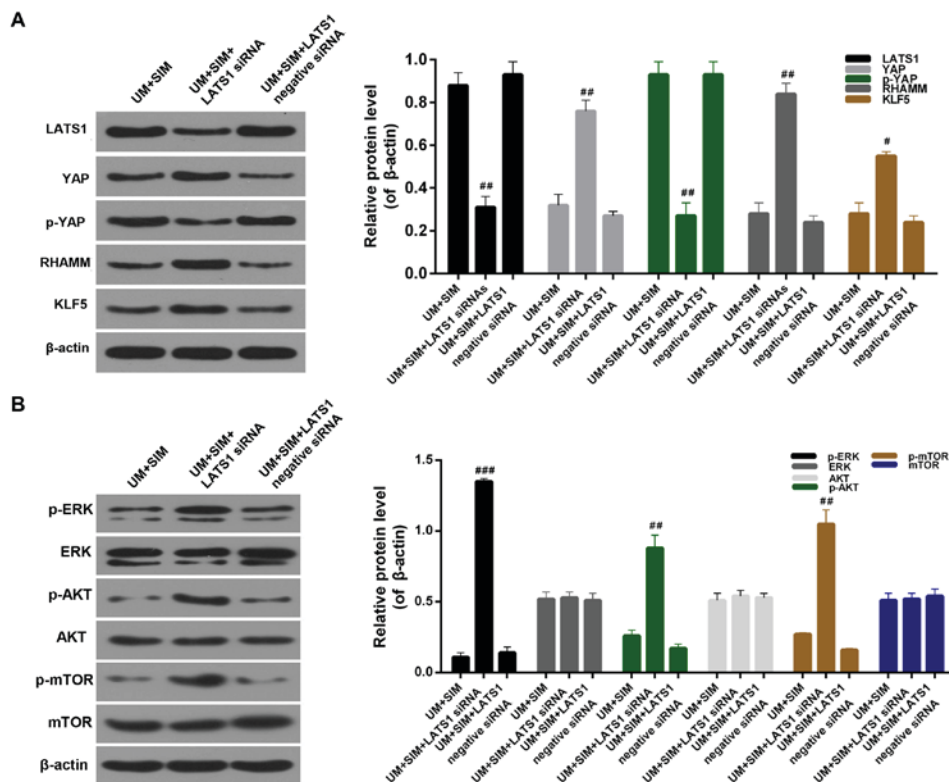 A
UM+SIM
UM+SIM+
LATS1 siRNA
UM+SIM+LATS1
negative siRNA
LATS1
YAP
p-YAP
RHAMM
KLF5
β-actin
Relative protein level
(of β-actin)
1.0
0.8
0.6
0.4
0.2
0.0
##
##
##
##
#
LATS1
YAP
p-YAP
RHAMM
KLF5
UM+SIM
UM+SIM+LATS1 siRNAs
UM+SIM+LATS1
negative siRNA
UM+SIM
UM+SIM+LATS1 siRNA
UM+SIM+LATS1
negative siRNA
UM+SIM
UM+SIM+LATS1 siRNA
UM+SIM+LATS1
negative siRNA
UM+SIM
UM+SIM+LATS1 siRNAs
UM+SIM+LATS1
negative siRNA
UM+SIM
UM+SIM+LATS1 siRNA
UM+SIM+LATS1
negative siRNA
B
UM+SIM
UM+SIM+
LATS1 siRNA
UM+SIM+LATS1
negative siRNA
p-ERK
ERK
p-AKT
AKT
p-mTOR
mTOR
β-actin
Relative protein level
(of β-actin)
1.5
1.0
0.5
0.0
###
##
##
p-ERK
ERK
AKT
p-AKT
p-mTOR
mTOR
UM+SIM
UM+SIM+LATS1 siRNA
UM+SIM+LATS1
negative siRNA
UM+SIM
UM+SIM+LATS1 siRNA
UM+SIM+LATS1
negative siRNA
UM+SIM
UM+SIM+LATS1 siRNA
UM+SIM+LATS1
negative siRNA
UM+SIM
UM+SIM+LATS1 siRNA
UM+SIM+LATS1
negative siRNA
UM+SIM
UM+SIM+LATS1 siRNA
UM+SIM+LATS1
negative siRNA
UM+SIM
UM+SIM+LATS1 siRNA
UM+SIM+LATS1
negative siRNA